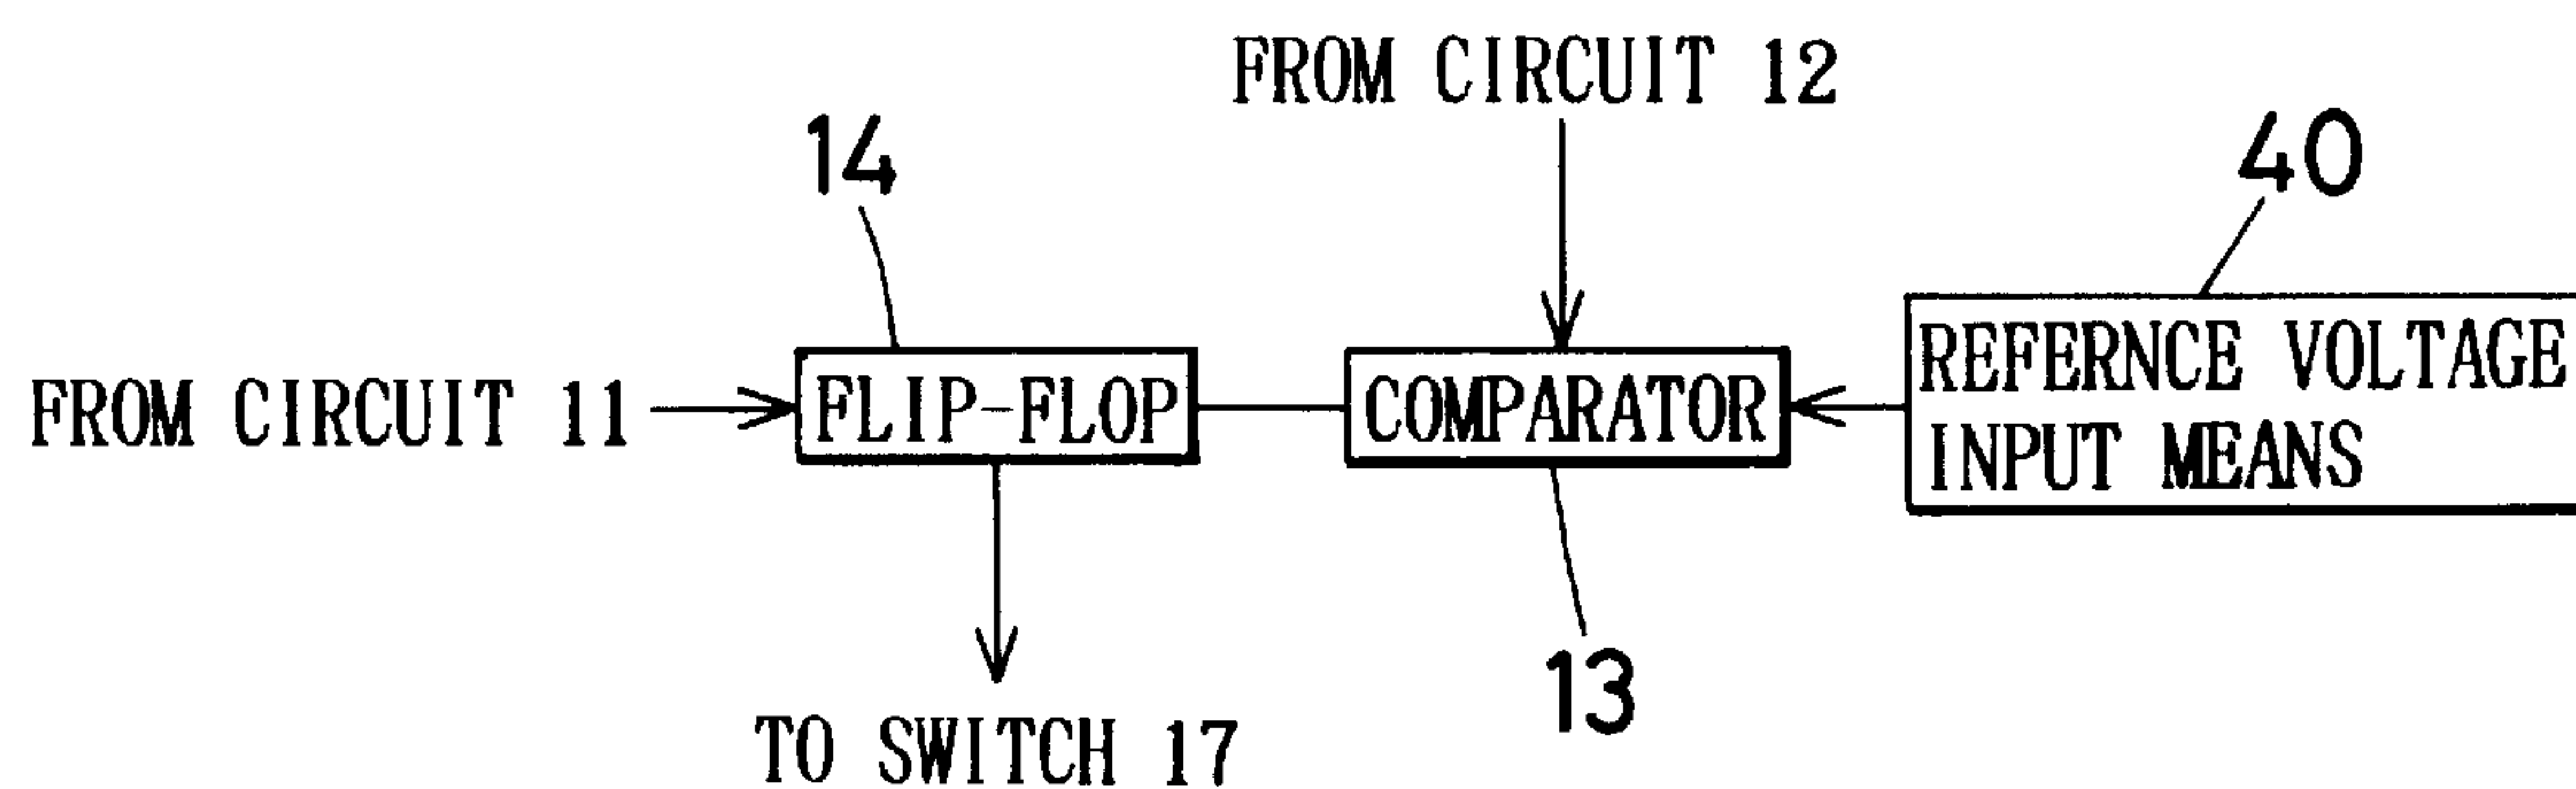 FROM CIRCUIT 12
14
40
FROM CIRCUIT 11
FLIP-FLOP
COMPARATOR
REFERNCE VOLTAGE
INPUT MEANS
13
TO SWITCH 17